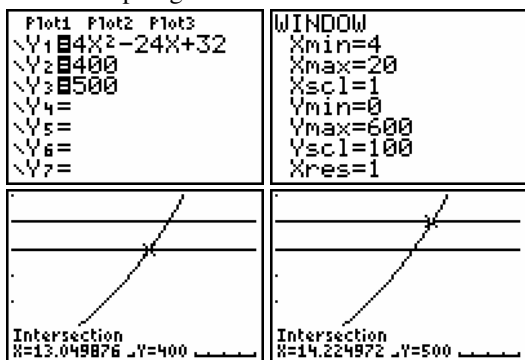 Plot1 Plot2 Plot3
\Y1=4X²-24X+32
\Y2=400
\Y3=500
\Y4=
\Y5=
\Y6=
\Y7=
WINDOW
Xmin=4
Xmax=20
Xscl=1
Ymin=0
Ymax=600
Yscl=100
Xres=1
Intersection
X=13.049876 Y=400
Intersection
X=14.224972 Y=500